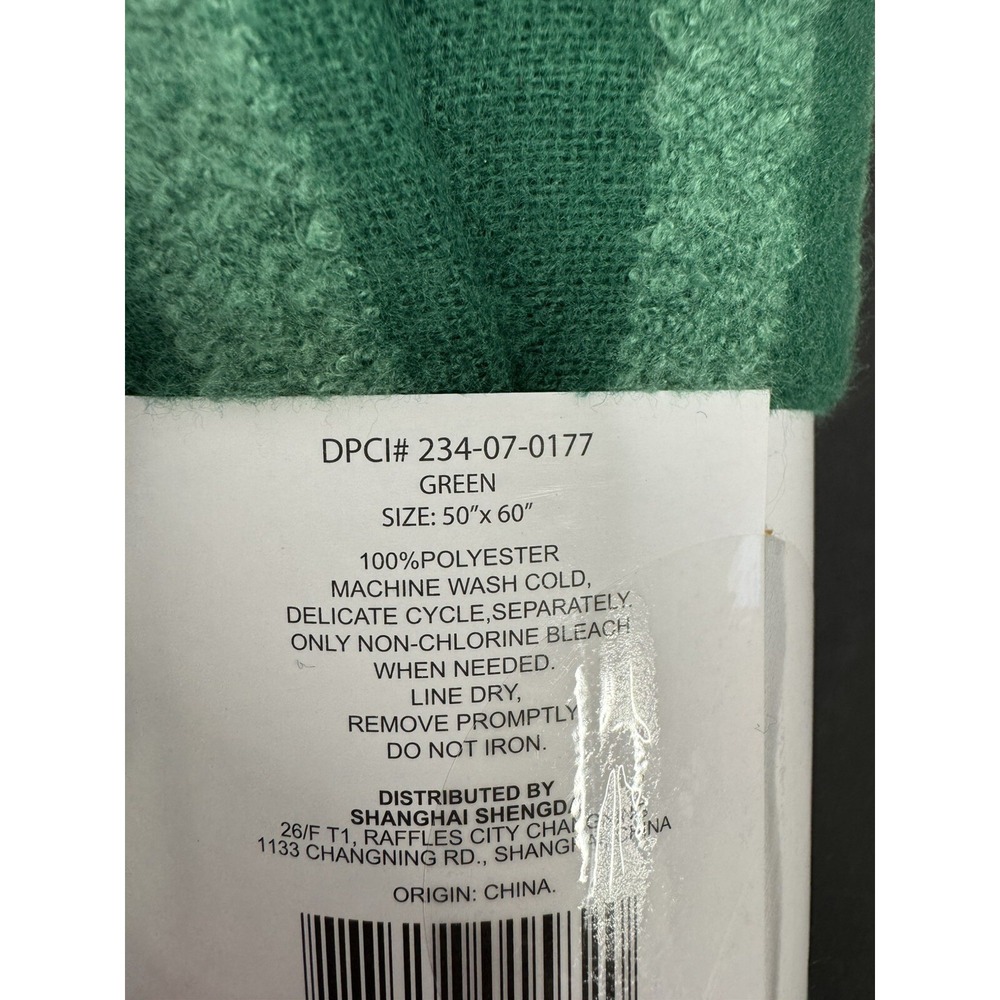 DPCI# 234-07-0177
GREEN
SIZE: 50"x 60"
100%POLYESTER
MACHINE WASH COLD,
DELICATE CYCLE,SEPARATELY.
ONLY NON-CHLORINE BLEACH
WHEN NEEDED.
LINE DRY,
REMOVE PROMPTLY
DO NOT IRON.
DISTRIBUTED BY
SHANGHAI
26/F T1, RAFFLES CITY
1133 CHANGNING RD., SHANGHAI, CHINA
ORIGIN: CHINA.